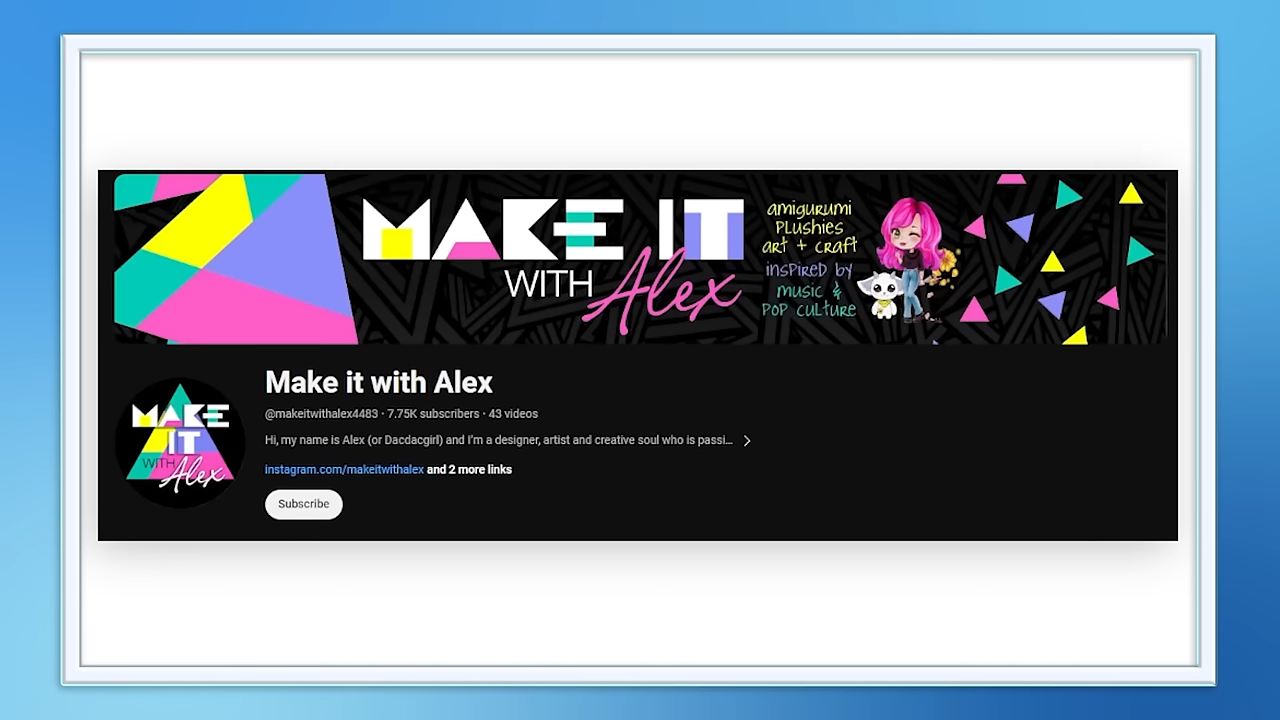 MAKE IT
WITH Alex
amigurumi
PLushies
art + craft
inspired by
music &
POP CULTURE
MAKE
IT
WITH Alex
Make it with Alex
@makeitwithalex4483 · 7.75K subscribers · 43 videos
Hi, my name is Alex (or Dacdacgirl) and I'm a designer, artist and creative soul who is passi...
instagram.com/makeitwithalex and 2 more links
Subscribe